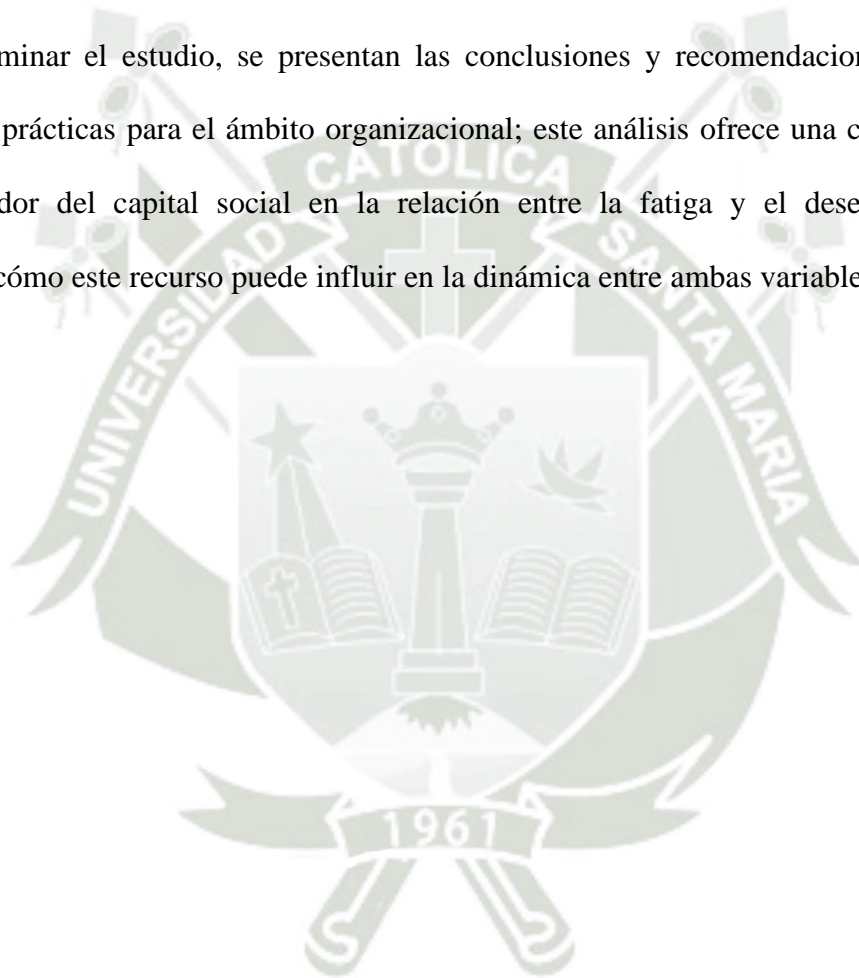 minar el estudio, se presentan las conclusiones y recomendacion
prácticas para el ámbito organizacional; este análisis ofrece una c
dor del capital social en la relación entre la fatiga y el dese
cómo este recurso puede influir en la dinámica entre ambas variable
UNIVERSIDAD CATOLICA SANTA MARIA
1961